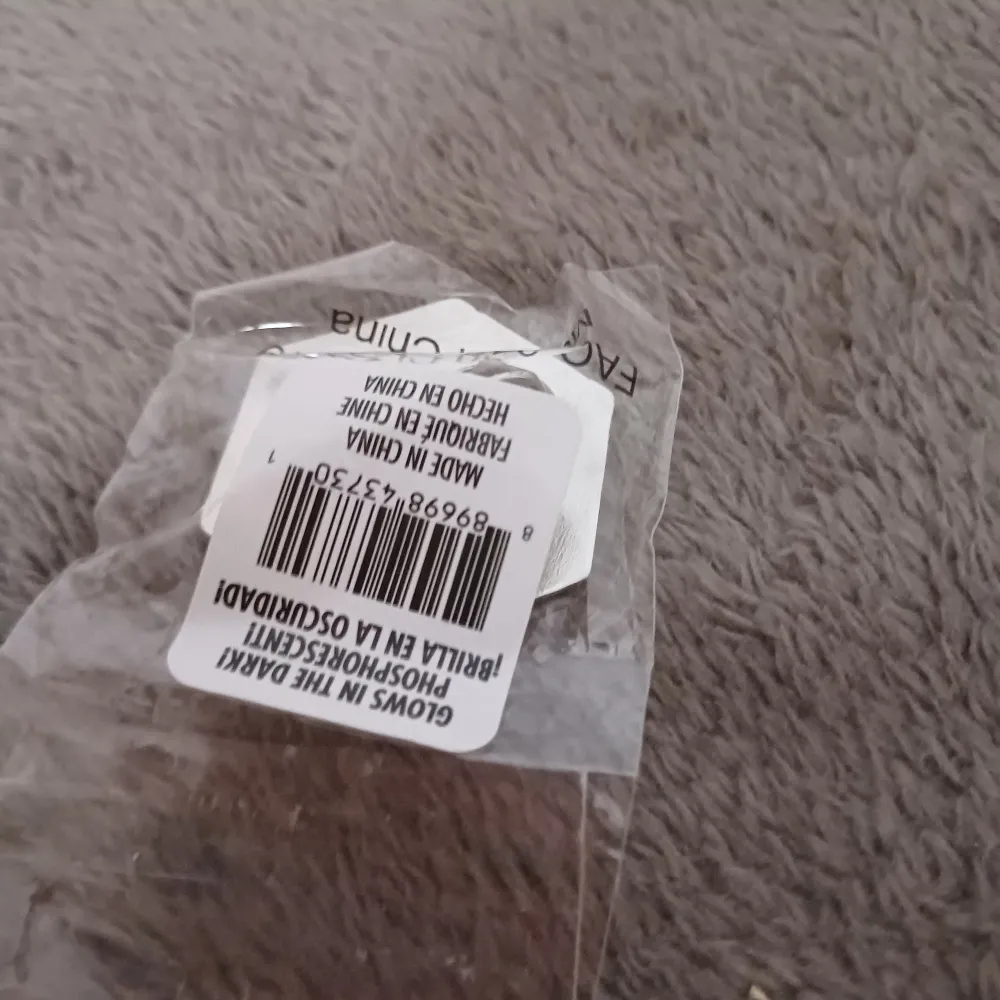 GLOWS IN THE DARK!
PHOSPHORESCENT!
¡BRILLA EN LA OSCURIDAD!
8 89698 43730 1
MADE IN CHINA
FABRIQUÉ EN CHINE
HECHO EN CHINA
China